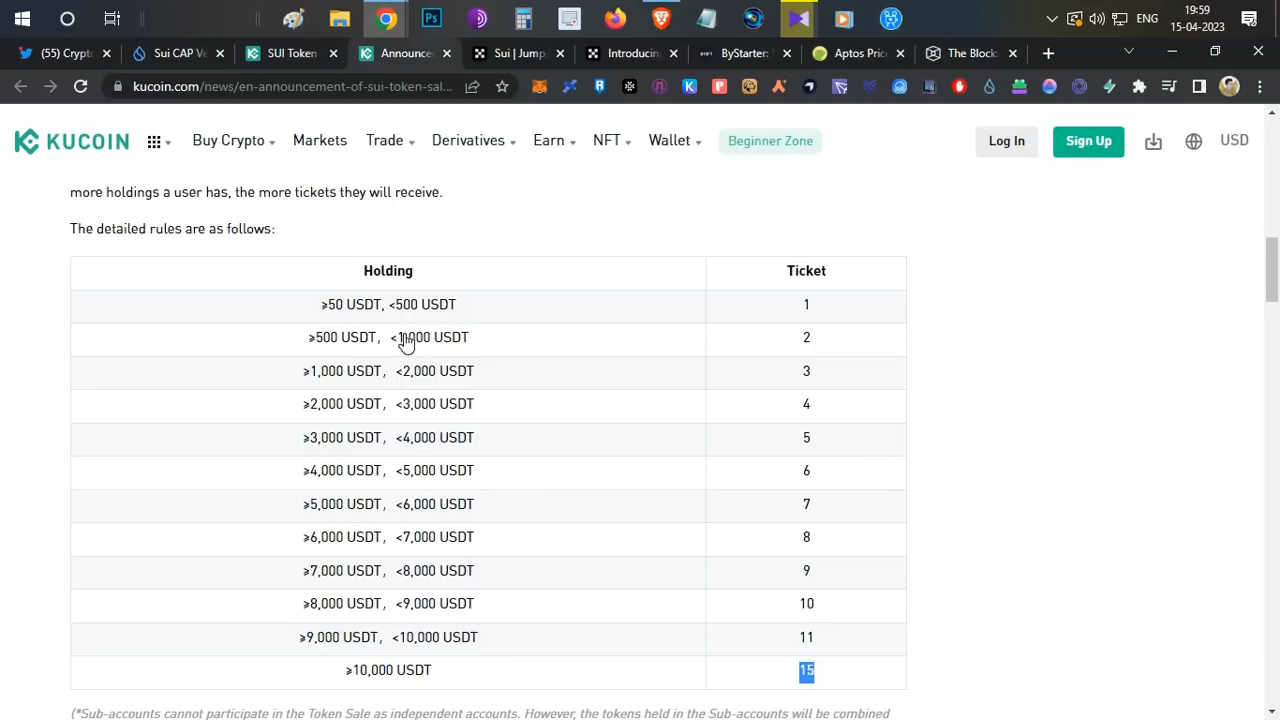 19:59
ENG
15-04-2023
(55) Crypto
Sui CAP Ve
SUI Token
Announce
Sui | Jump
Introducin
ByStarter:
Aptos Price
The Block
kucoin.com/news/en-announcement-of-sui-token-sal...
KUCOIN
Buy Crypto
Markets
Trade
Derivatives
Earn
NFT
Wallet
Beginner Zone
Log In
Sign Up
USD
more holdings a user has, the more tickets they will receive.
The detailed rules are as follows:
Holding Ticket
≥50 USDT, <500 USDT 1
≥500 USDT，<1,000 USDT 2
≥1,000 USDT，<2,000 USDT 3
≥2,000 USDT，<3,000 USDT 4
≥3,000 USDT，<4,000 USDT 5
≥4,000 USDT，<5,000 USDT 6
≥5,000 USDT，<6,000 USDT 7
≥6,000 USDT，<7,000 USDT 8
≥7,000 USDT，<8,000 USDT 9
≥8,000 USDT，<9,000 USDT 10
≥9,000 USDT，<10,000 USDT 11
≥10,000 USDT 15
(*Sub-accounts cannot participate in the Token Sale as independent accounts. However, the tokens held in the Sub-accounts will be combined